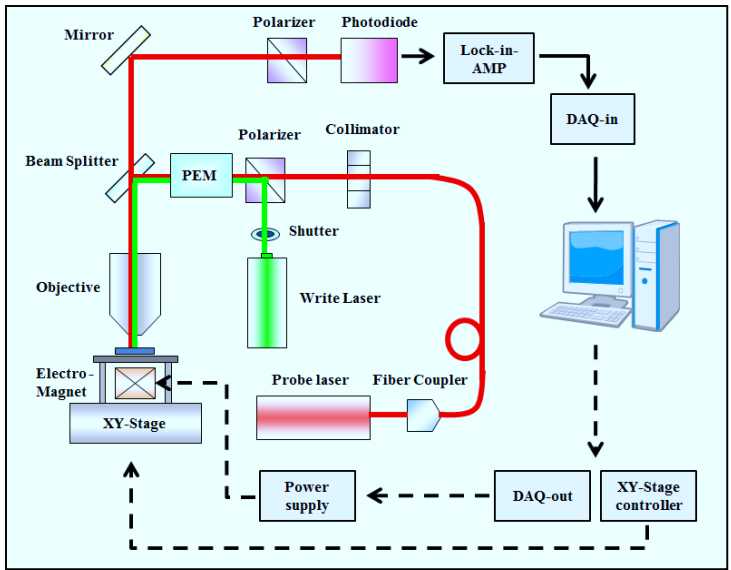 Mirror
Polarizer
Photodiode
Lock-in-
AMP
DAQ-in
Beam Splitter
PEM
Polarizer
Collimator
Shutter
Objective
Write Laser
Electro-
Magnet
XY-Stage
Probe laser
Fiber Coupler
Power
supply
DAQ-out
XY-Stage
controller